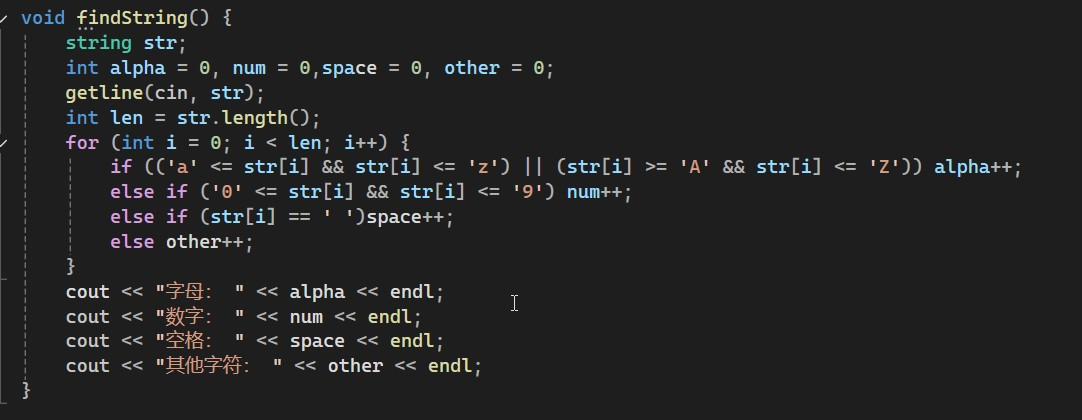 void findString() {
string str;
int alpha = 0, num = 0,space = 0, other = 0;
getline(cin, str);
int len = str.length();
for (int i = 0; i < len; i++) {
if (('a' <= str[i] && str[i] <= 'z') || (str[i] >= 'A' && str[i] <= 'Z')) alpha++;
else if ('0' <= str[i] && str[i] <= '9') num++;
else if (str[i] == ' ')space++;
else other++;
}
cout << "字母： " << alpha << endl;
cout << "数字： " << num << endl;
cout << "空格： " << space << endl;
cout << "其他字符： " << other << endl;
}